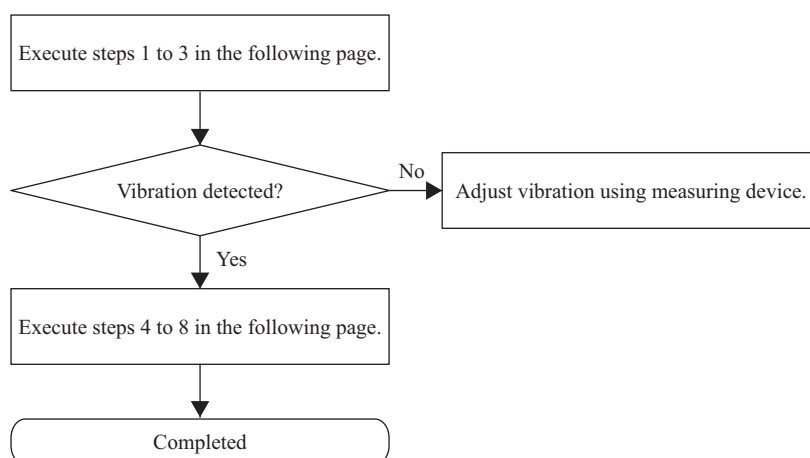 Execute steps 1 to 3 in the following page.
Vibration detected?
No
Adjust vibration using measuring device.
Yes
Execute steps 4 to 8 in the following page.
Completed